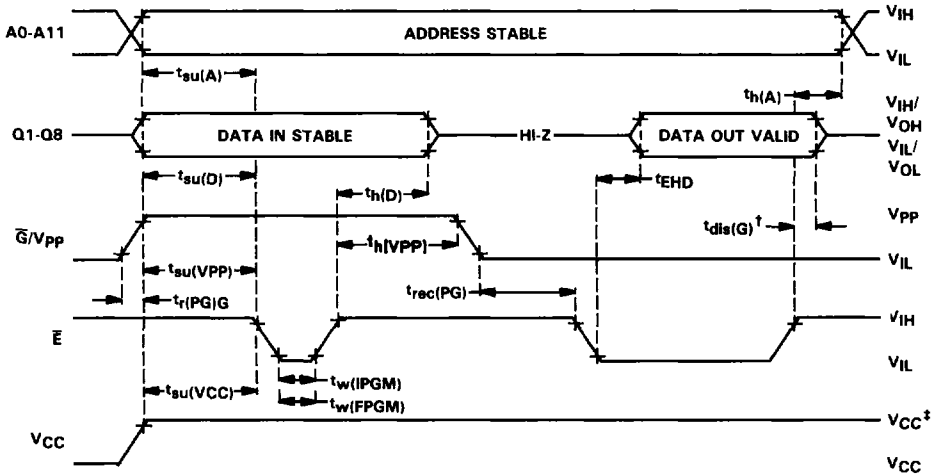 A0-A11
ADDRESS STABLE
VIH
VIL
tsu(A)
th(A)
Q1-Q8
DATA IN STABLE
HI-Z
DATA OUT VALID
VIH/
VOH
VIL/
VOL
tsu(D)
th(D)
tEHD
G/VPP
th(VPP)
tdis(G)†
VPP
VIL
tsu(VPP)
tr(PG)G
trec(PG)
E
VIH
VIL
tw(IPGM)
tw(FPGM)
tsu(VCC)
VCC
VCC‡
VCC